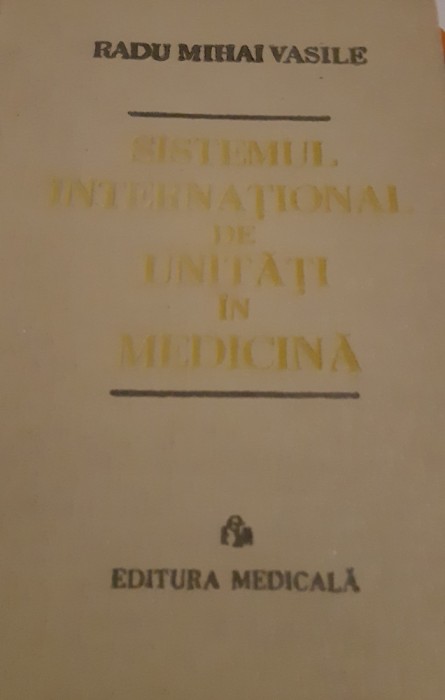 RADU MIHAI VASILE
SISTEMUL
INTERNAȚIONAL
DE
UNITĂȚI
ÎN
MEDICINĂ
EDITURA MEDICALĂ